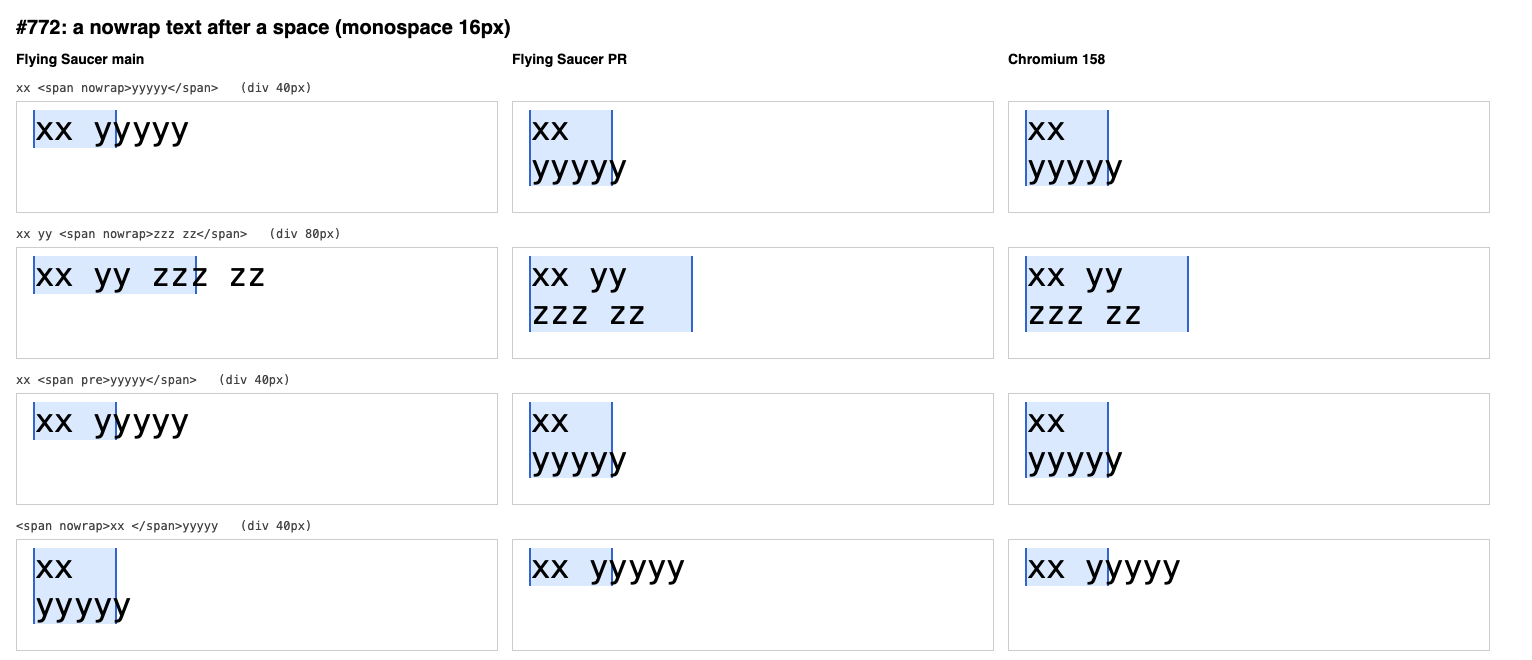 #772: a nowrap text after a space (monospace 16px)
Flying Saucer main Flying Saucer PR Chromium 158
xx <span nowrap>yyyyy</span> (div 40px)
xx yyyyy xx xx
yyyyy yyyyy
xx yy <span nowrap>zzz zz</span> (div 80px)
xx yy zzz zz xx yy xx yy
zzz zz zzz zz
xx <span pre>yyyyy</span> (div 40px)
xx yyyyy xx xx
yyyyy yyyyy
<span nowrap>xx </span>yyyyy (div 40px)
xx xx yyyyy xx yyyyy
yyyyy